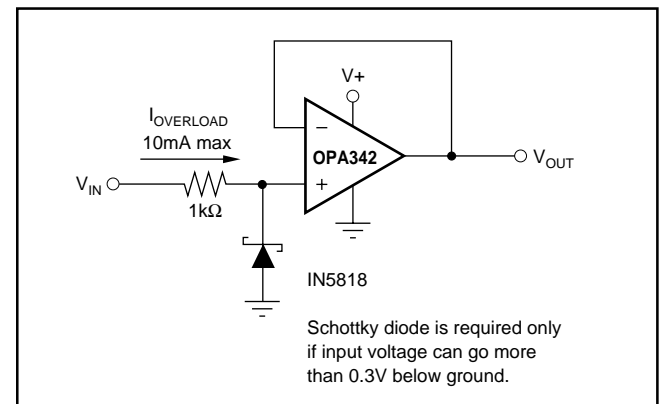 V+
I_OVERLOAD
10mA max
−
OPA342
V_OUT
V_IN
+
1kΩ
IN5818
Schottky diode is required only
if input voltage can go more
than 0.3V below ground.